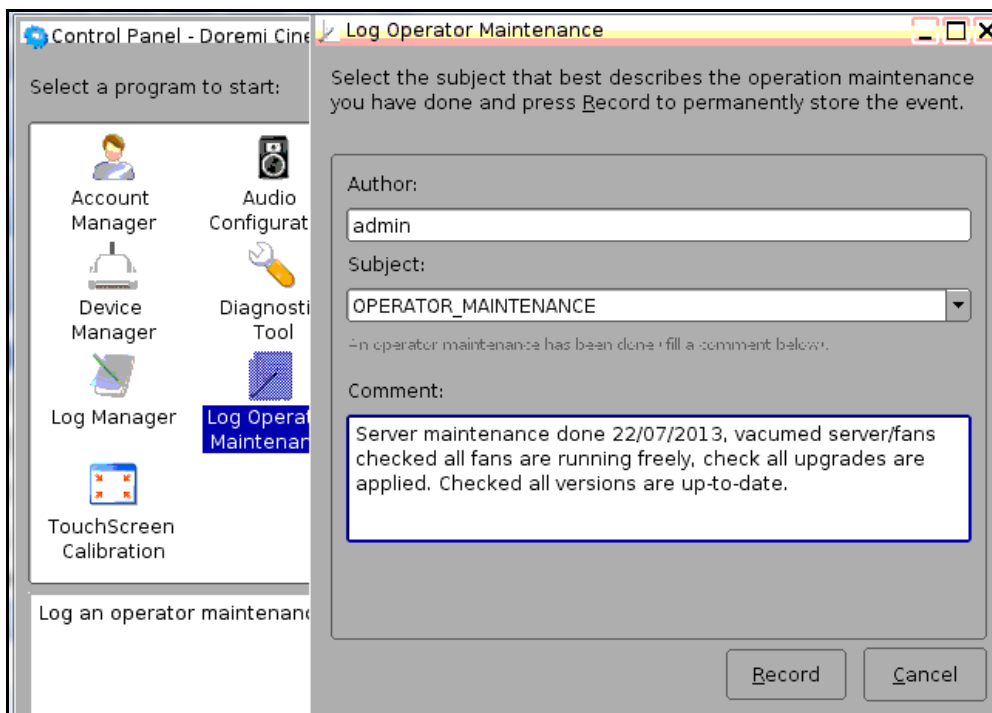 Control Panel - Doremi Cine
Select a program to start:
Account
Manager
Audio
Configurat
Device
Manager
Diagnosti
Tool
Log Manager
Log Operat
Maintenan
TouchScreen
Calibration
Log an operator maintenanc
Log Operator Maintenance
Select the subject that best describes the operation maintenance
you have done and press Record to permanently store the event.
Author:
admin
Subject:
OPERATOR_MAINTENANCE
An operator maintenance has been done (fill a comment below).
Comment:
Server maintenance done 22/07/2013, vacumed server/fans
checked all fans are running freely, check all upgrades are
applied. Checked all versions are up-to-date.
Record
Cancel